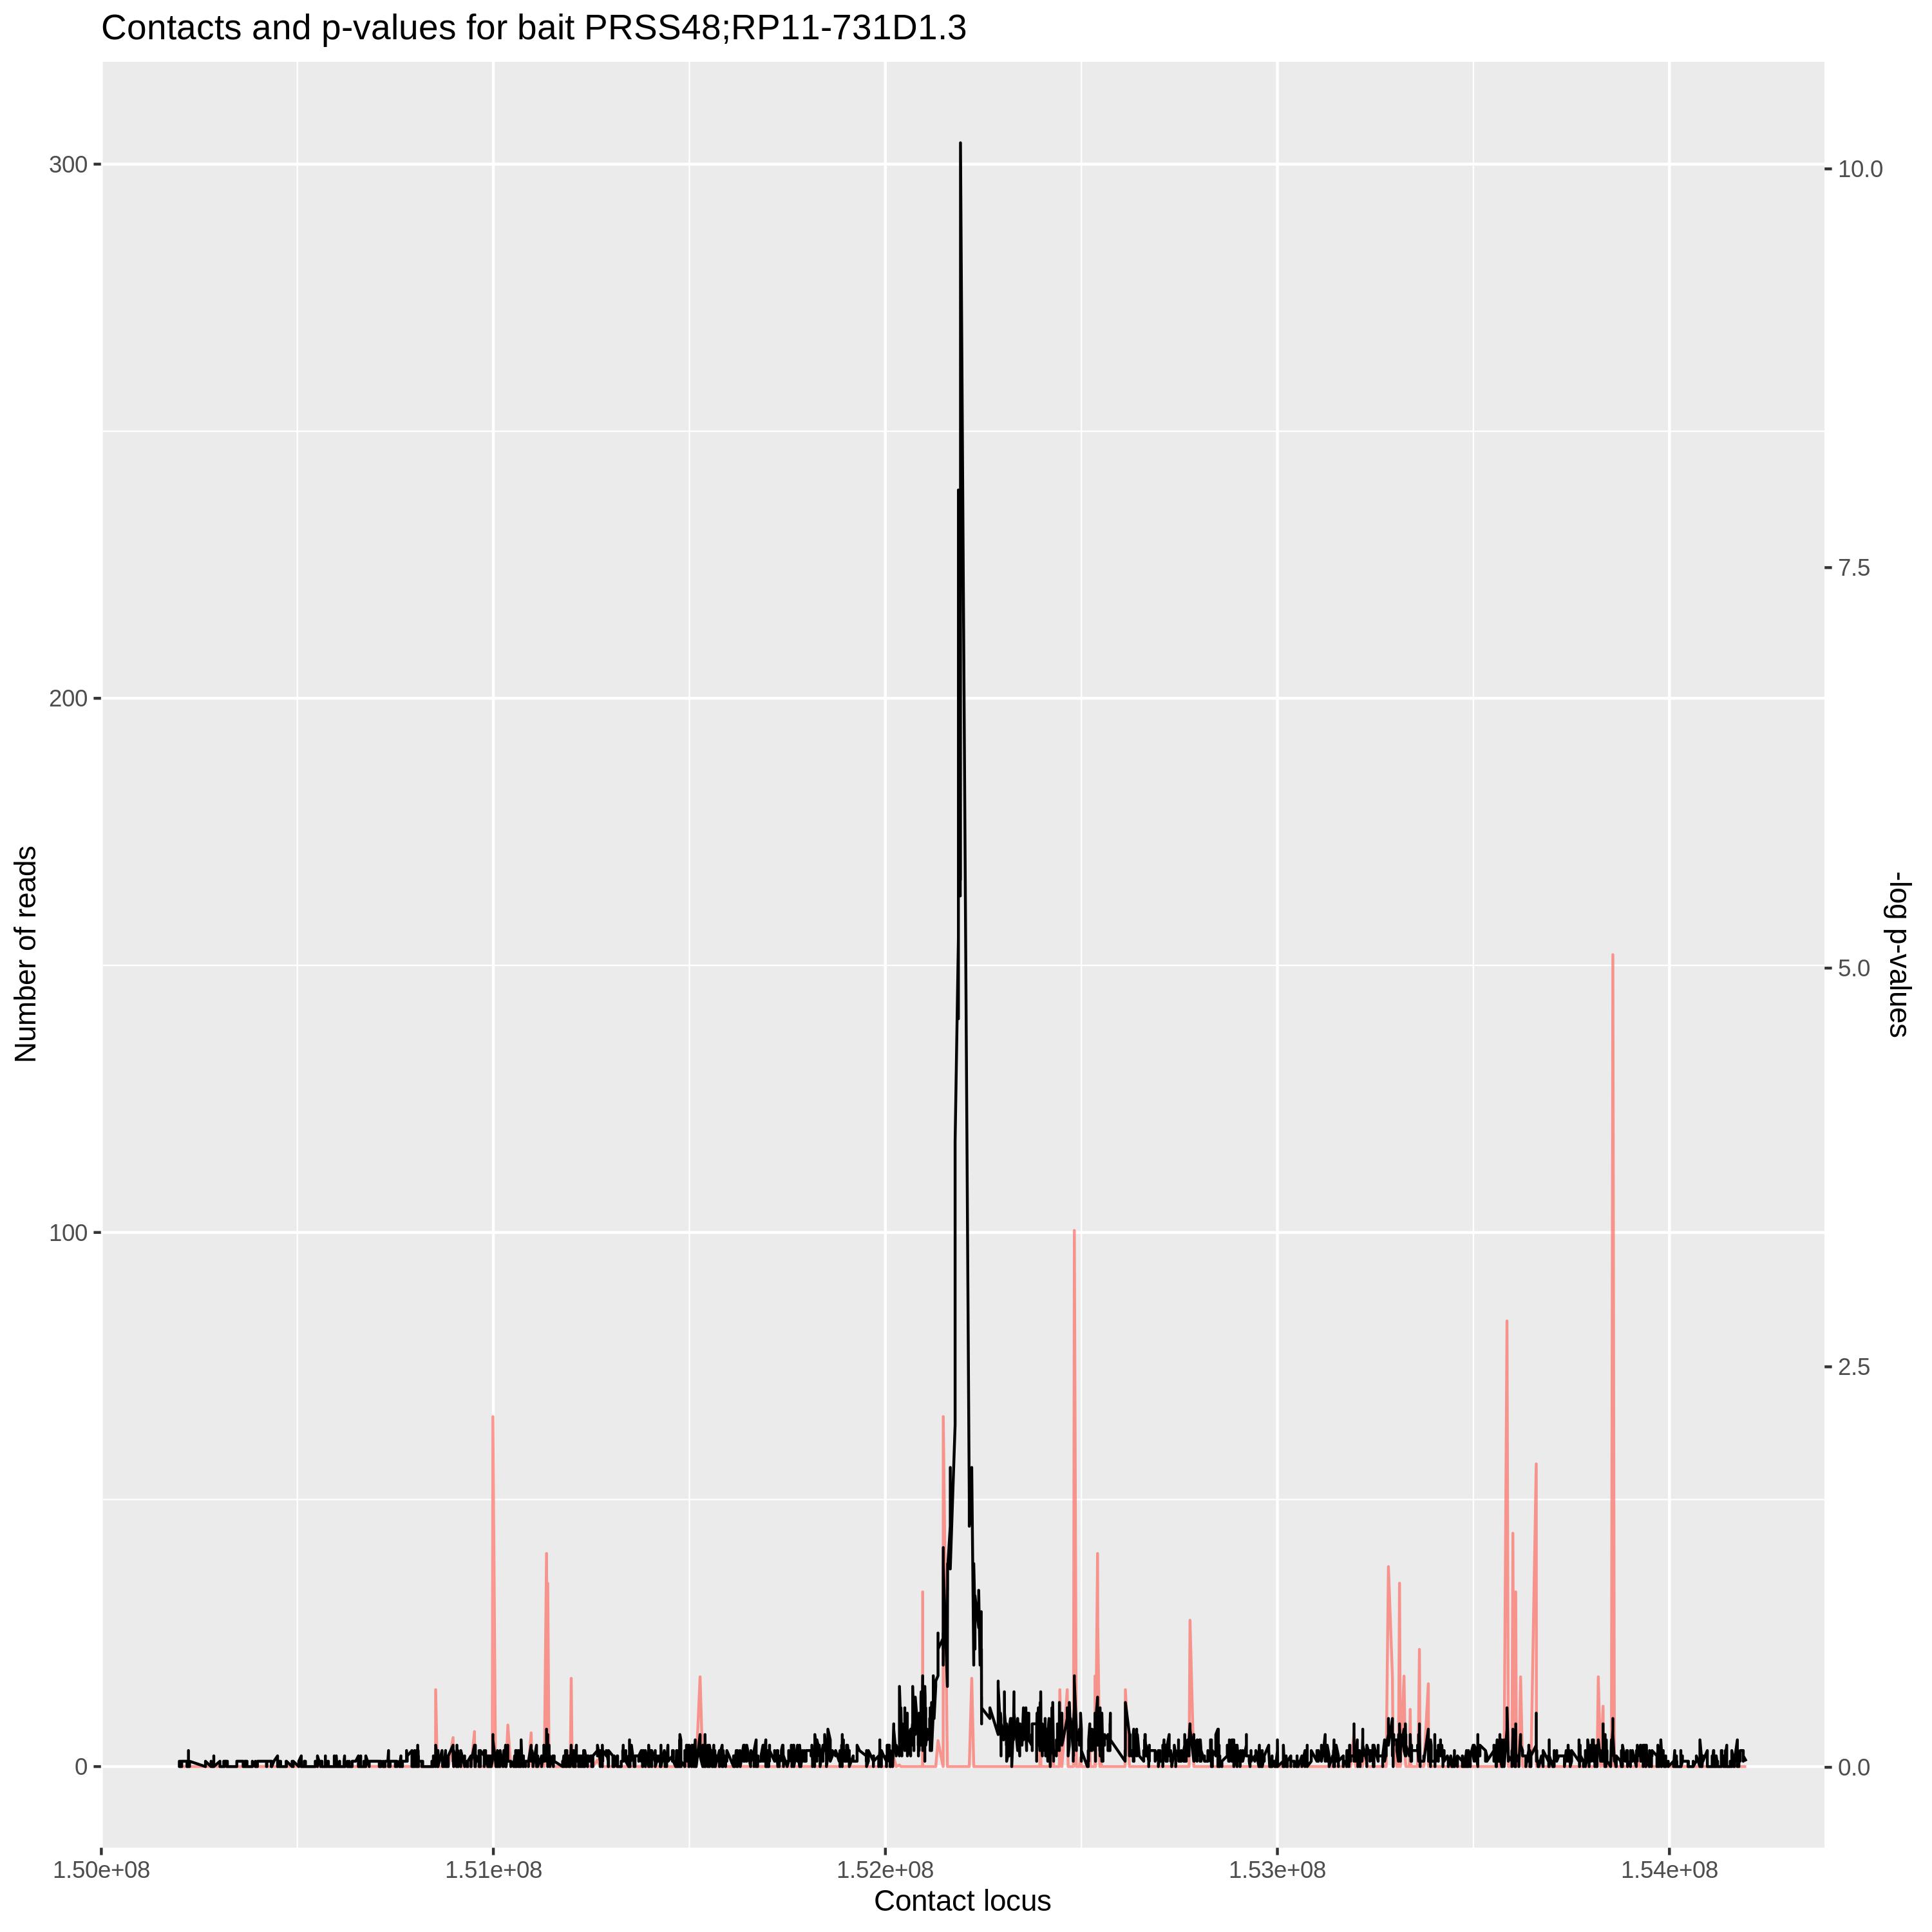 Contacts and p-values for bait PRSS48;RP11-731D1.3
300
200
100
0
Number of reads
10.0
7.5
5.0
2.5
0.0
-log p-values
1.50e+08 1.51e+08 1.52e+08 1.53e+08 1.54e+08
Contact locus